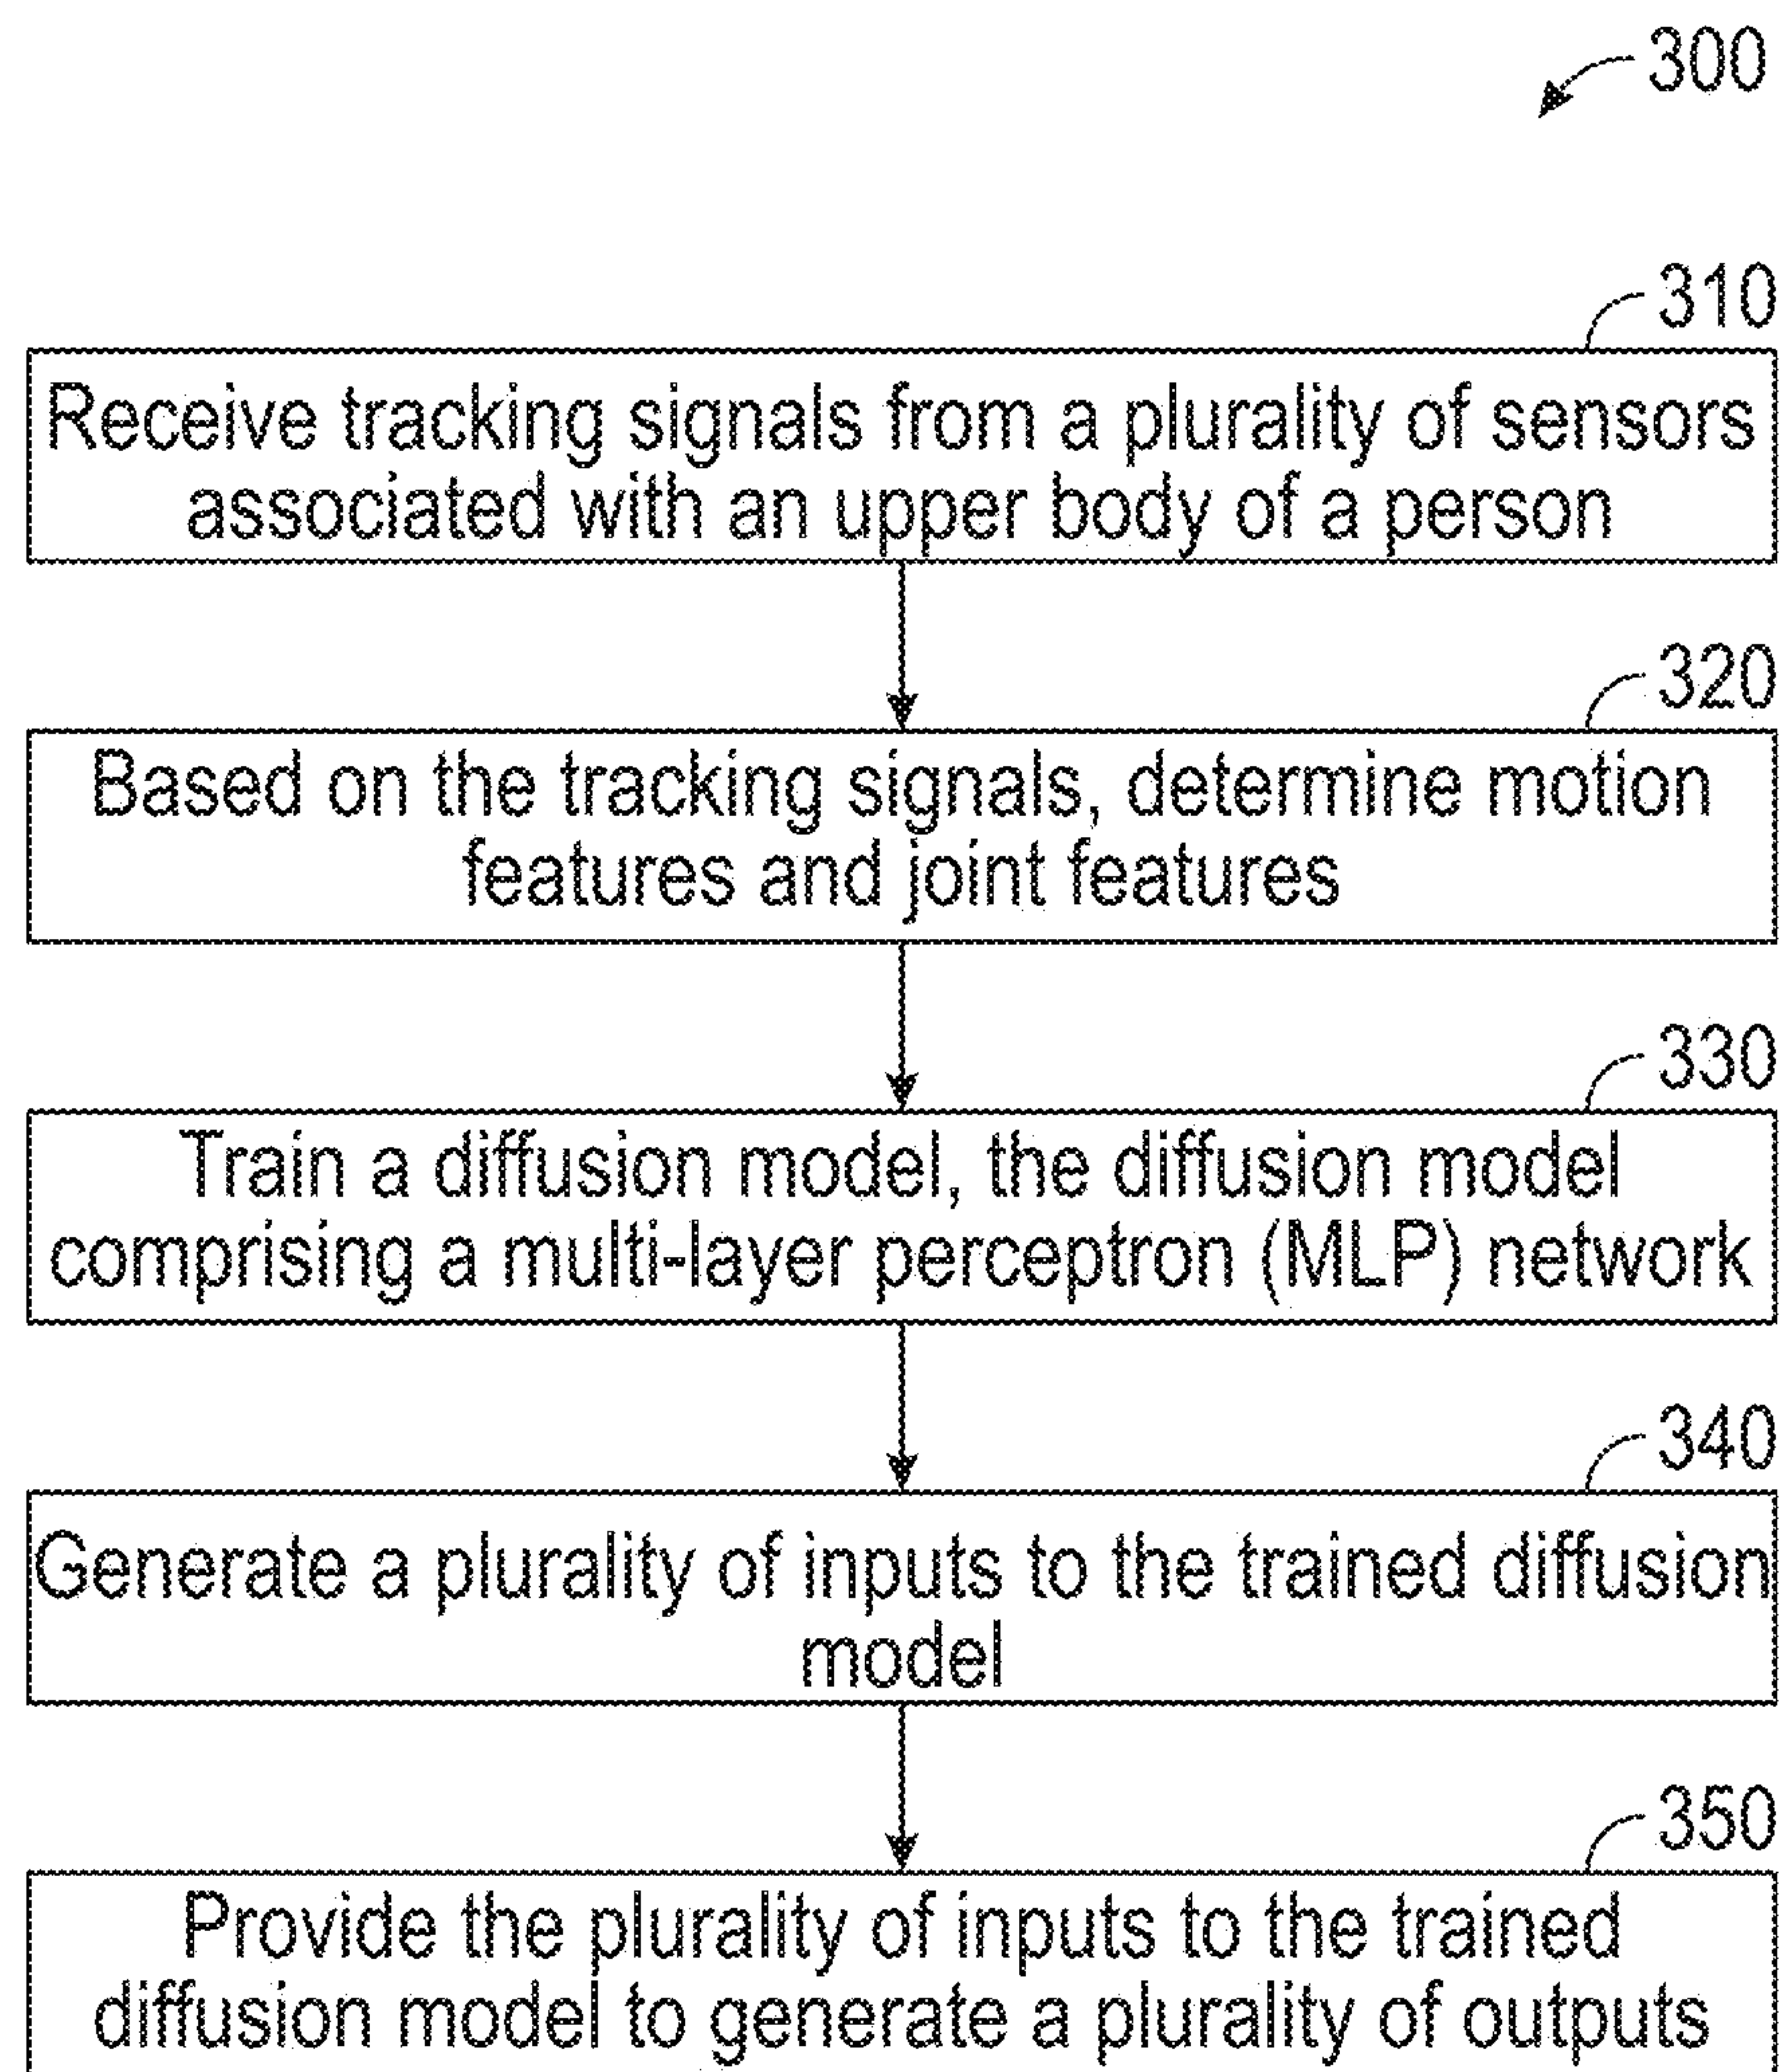 300
310
Receive tracking signals from a plurality of sensors
associated with an upper body of a person
320
Based on the tracking signals, determine motion
features and joint features
330
Train a diffusion model, the diffusion model
comprising a multi-layer perceptron (MLP) network
340
Generate a plurality of inputs to the trained diffusion
model
350
Provide the plurality of inputs to the trained
diffusion model to generate a plurality of outputs